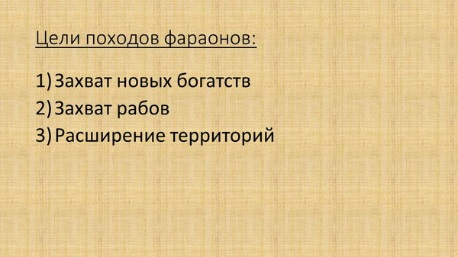 Цели походов фараонов:
1) Захват новых богатств
2) Захват рабов
3) Расширение территорий